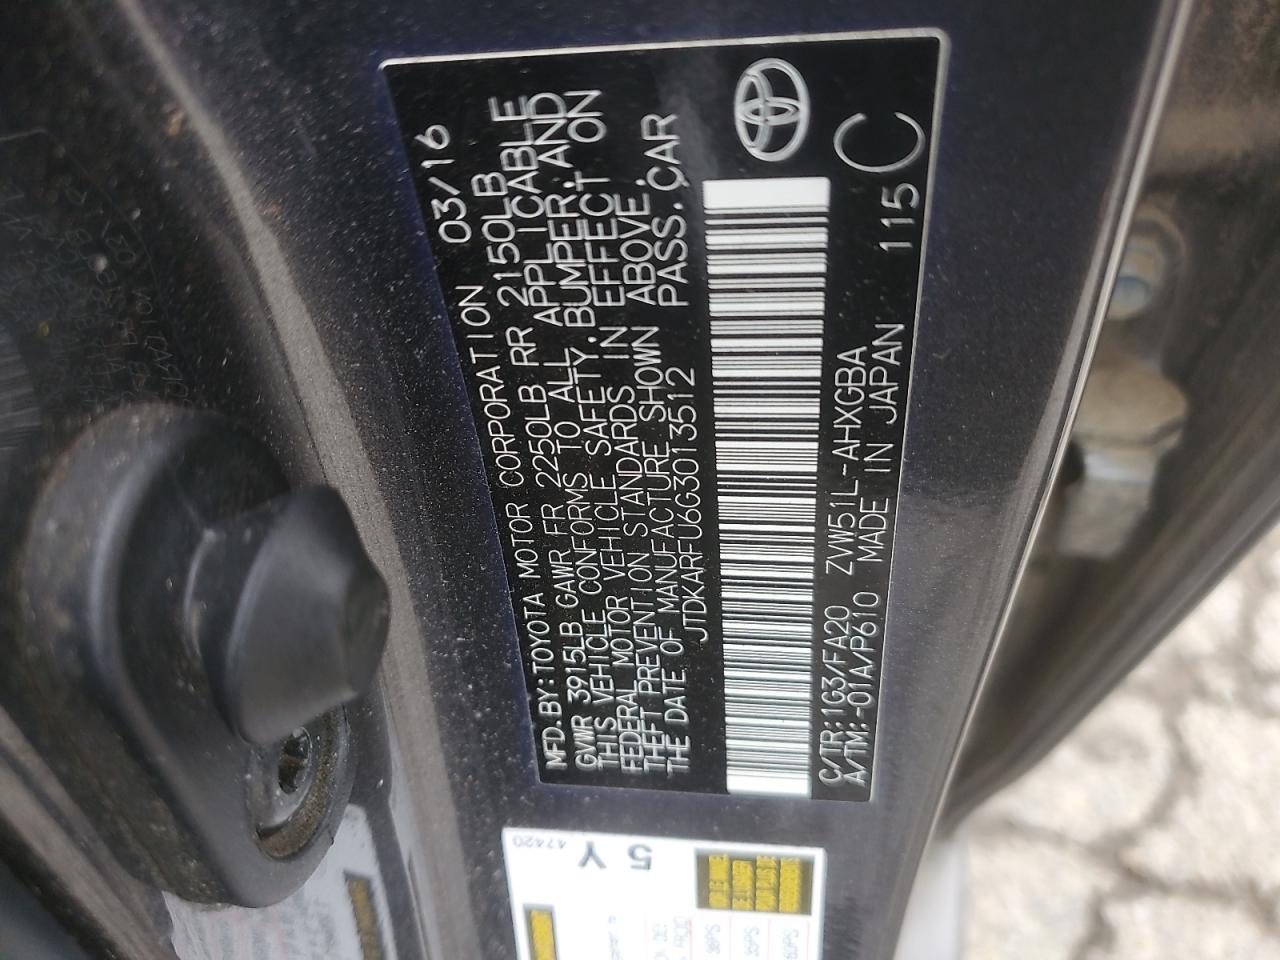 MFD.BY:TOYOTA MOTOR CORPORATION 03/16
GVWR 3915LB GAWR FR 2250LB RR 2150LB
THIS VEHICLE CONFORMS TO ALL APPLICABLE
FEDERAL MOTOR VEHICLE SAFETY.BUMPER.AND
THEFT PREVENTION STANDARDS IN EFFECT ON
THE DATE OF MANUFACTURE SHOWN ABOVE.
JTDKARFU6G3013512 PASS.CAR
C/TR:1G3/FA20 ZVW51L-AHXGBA
A/TM:-01A/P610 MADE IN JAPAN 115
C
47420
5 Y